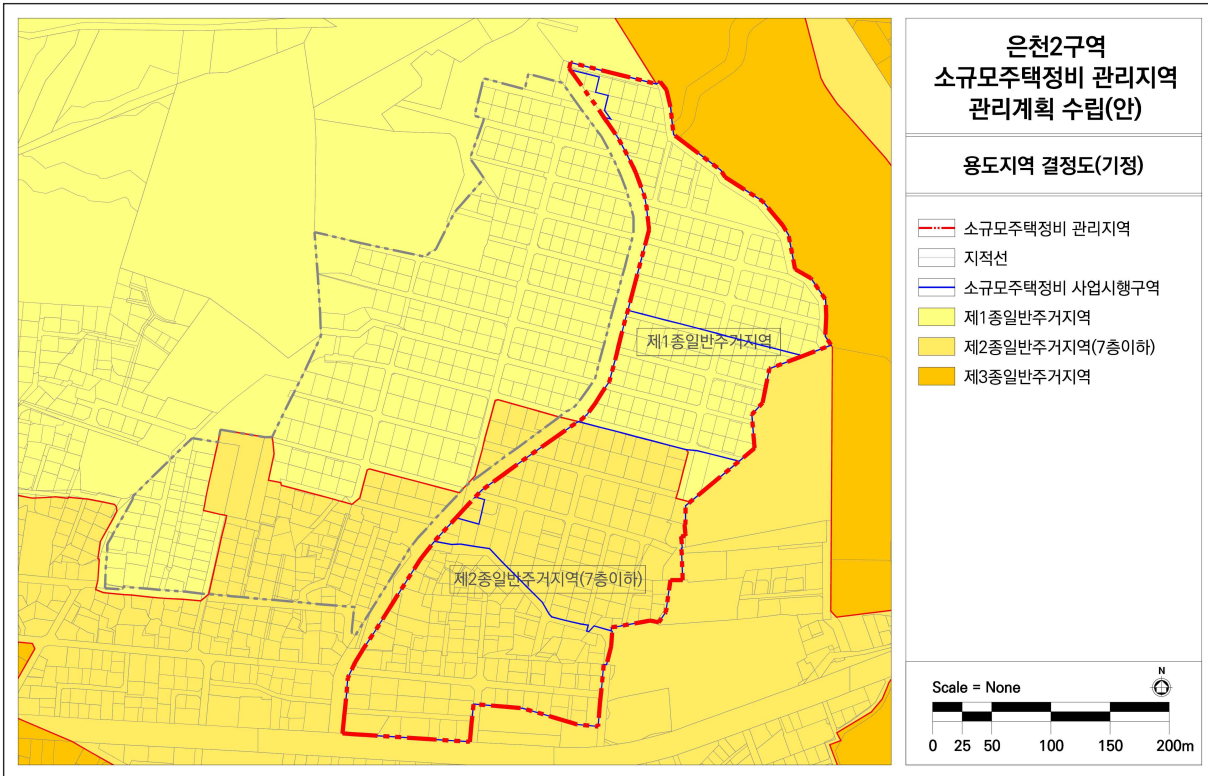 은천2구역
소규모주택정비 관리지역
관리계획 수립(안)
용도지역 결정도(기정)
소규모주택정비 관리지역
지적선
소규모주택정비 사업시행구역
제1종일반주거지역
제2종일반주거지역(7층이하)
제3종일반주거지역
제1종일반주거지역
제2종일반주거지역(7층이하)
Scale = None
N
0 25 50 100 150 200m